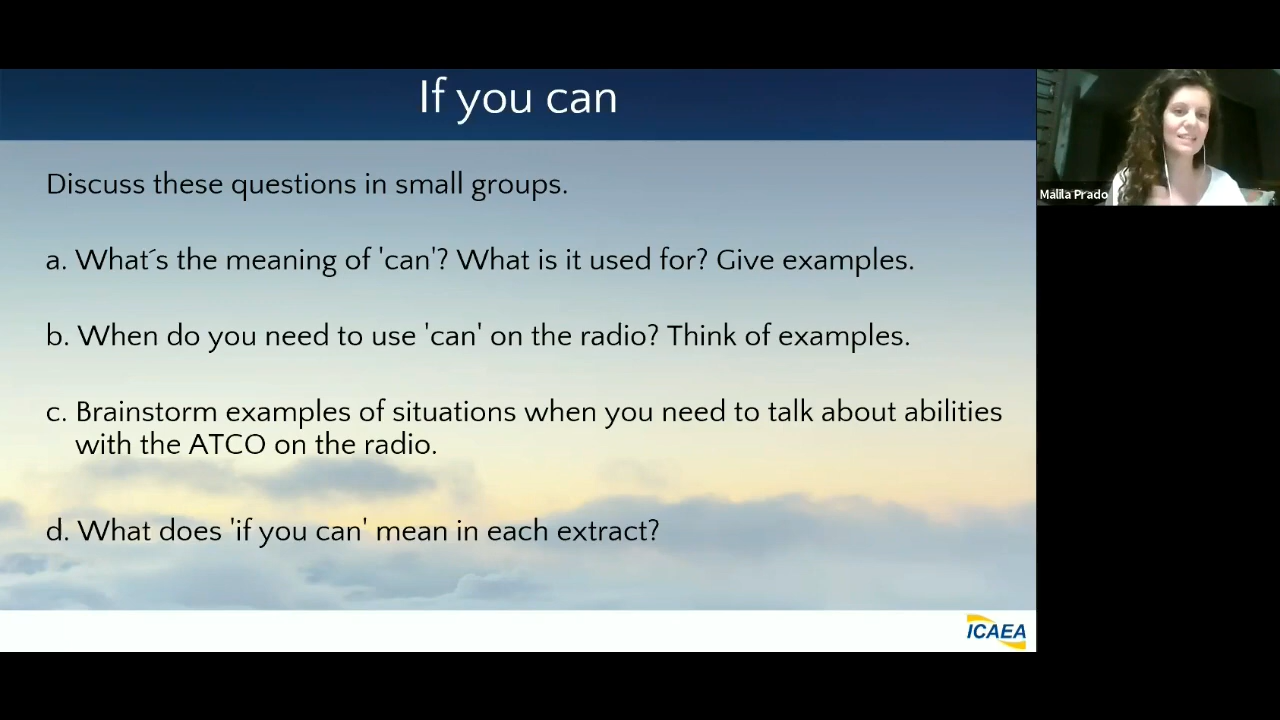 If you can
Discuss these questions in small groups.
a. What´s the meaning of 'can'? What is it used for? Give examples.
b. When do you need to use 'can' on the radio? Think of examples.
c. Brainstorm examples of situations when you need to talk about abilities
with the ATCO on the radio.
d. What does 'if you can' mean in each extract?
ICAEA
Malila Prado